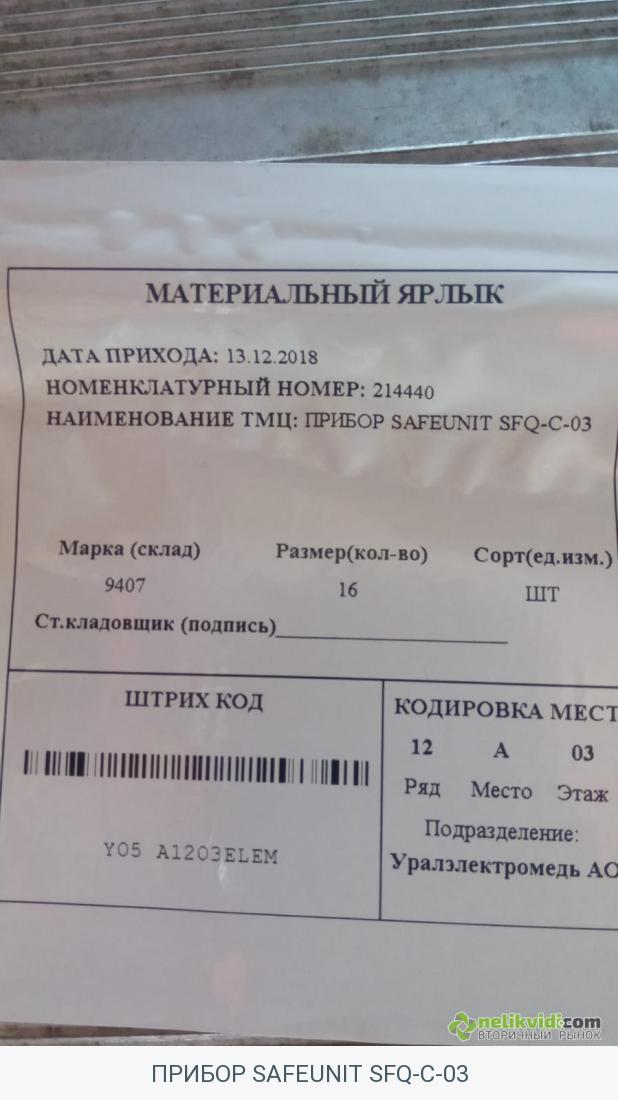 МАТЕРИАЛЬНЫЙ ЯРЛЫК
ДАТА ПРИХОДА: 13.12.2018
НОМЕНКЛАТУРНЫЙ НОМЕР: 214440
НАИМЕНОВАНИЕ ТМЦ: ПРИБОР SAFEUNIT SFQ-C-03
Марка (склад) Размер(кол-во) Сорт(ед.изм.)
9407 16 ШТ
Ст.кладовщик (подпись)
ШТРИХ КОД
Y05 A1203ELEM
КОДИРОВКА МЕСТ
12 А 03
Ряд Место Этаж
Подразделение:
Уралэлектромедь АО
nelikvidi.com
ВТОРИЧНЫЙ РЫНОК
ПРИБОР SAFEUNIT SFQ-C-03